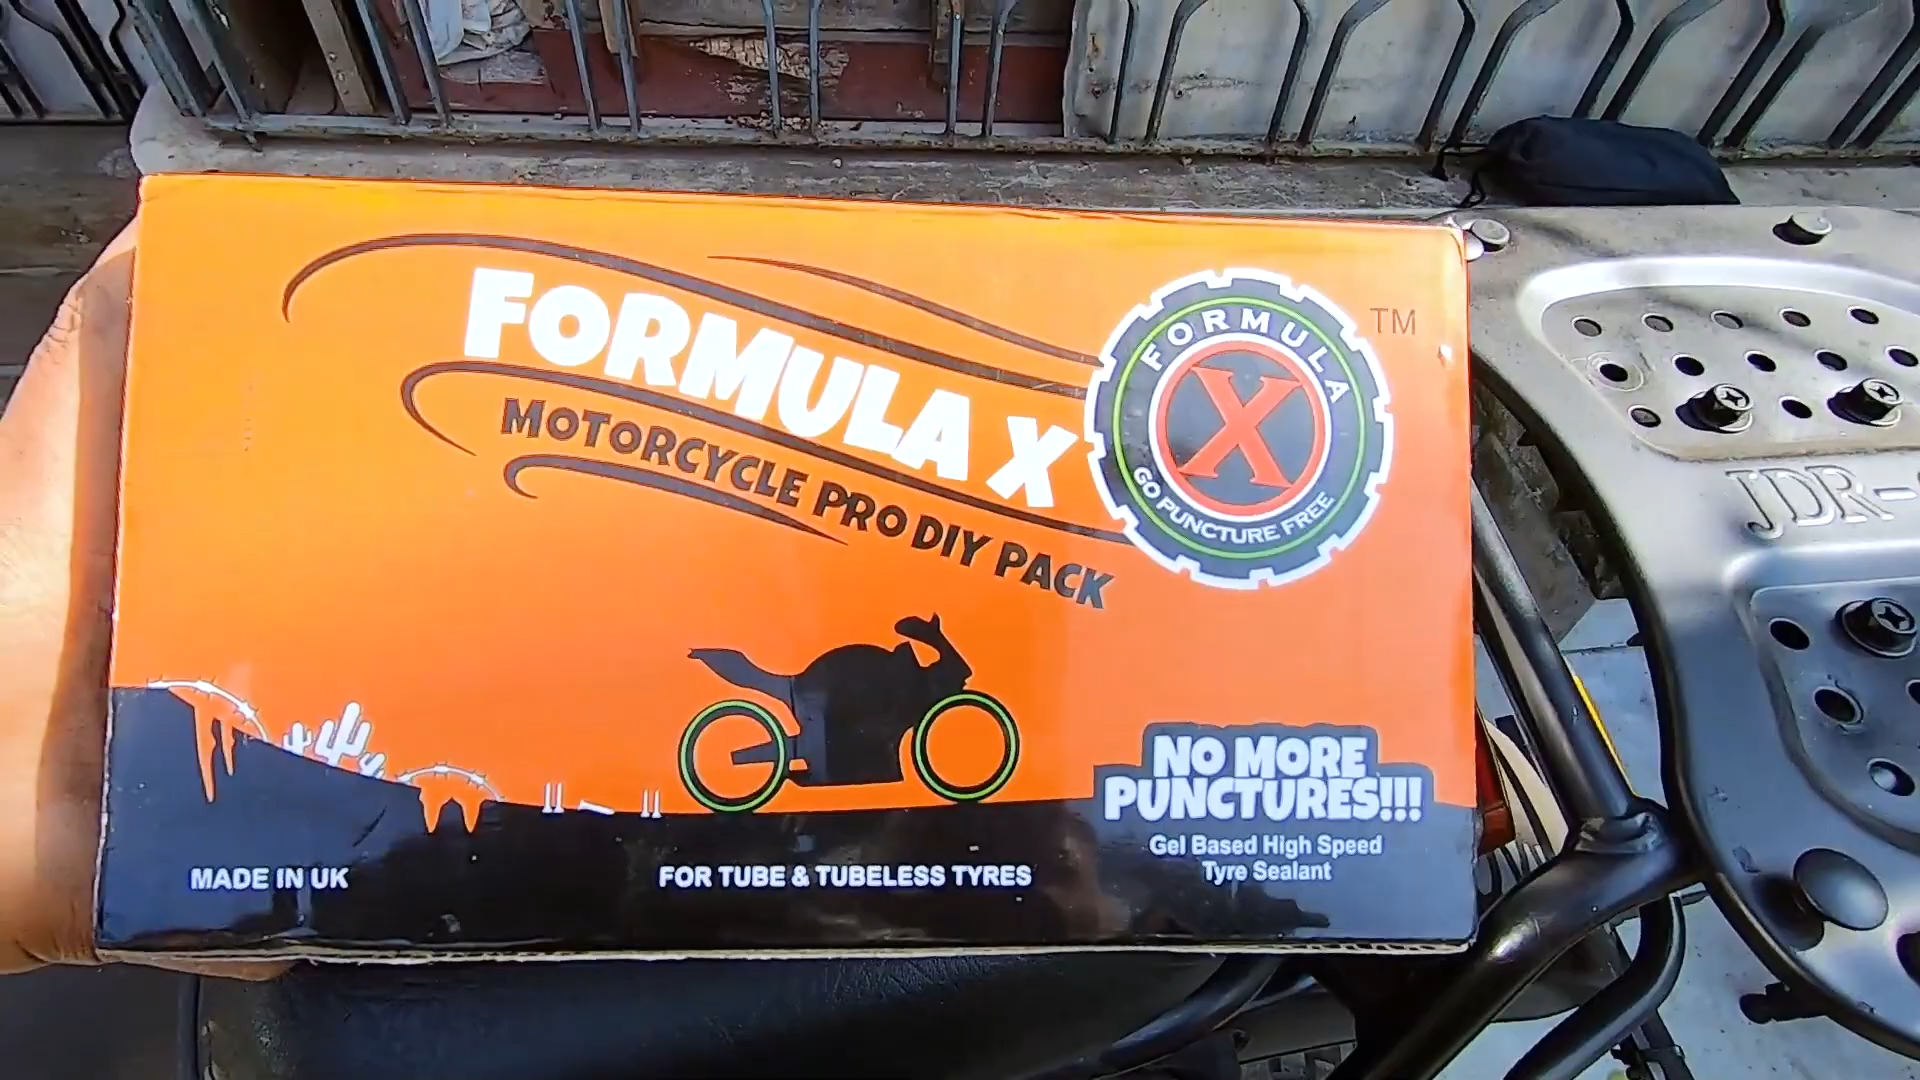 FORMULA X
MOTORCYCLE PRO DIY PACK
FORMULA
X
GO PUNCTURE FREE
TM
NO MORE
PUNCTURES!!!
Gel Based High Speed
Tyre Sealant
MADE IN UK
FOR TUBE & TUBELESS TYRES
JDR-